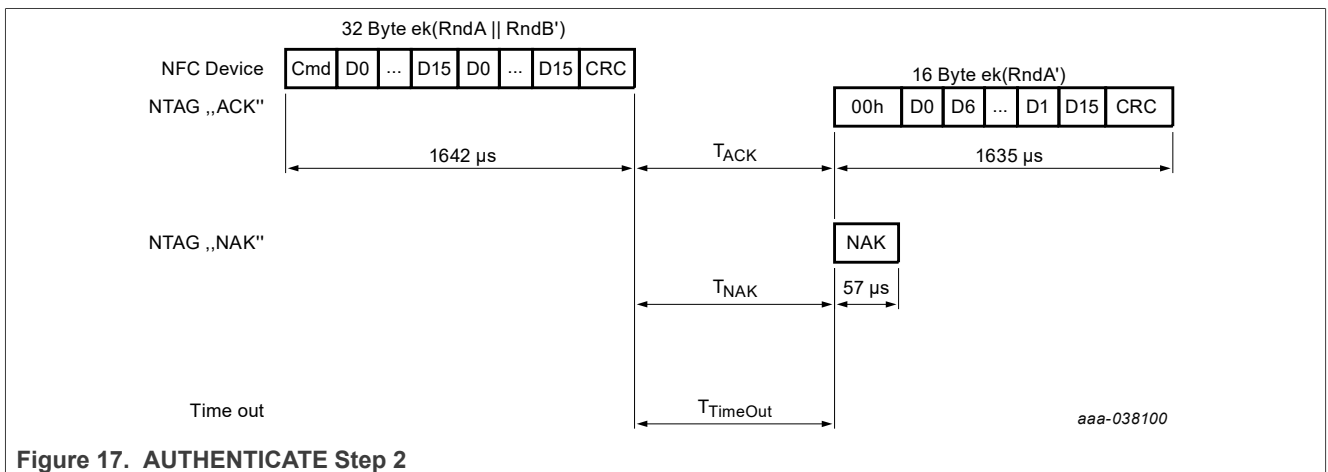 32 Byte ek(RndA || RndB')
NFC Device Cmd D0 ... D15 D0 ... D15 CRC
16 Byte ek(RndA')
NTAG ,,ACK'' 00h D0 D6 ... D1 D15 CRC
1642 µs TACK 1635 µs
NTAG ,,NAK'' NAK
TNAK 57 µs
Time out TTimeOut aaa-038100
Figure 17. AUTHENTICATE Step 2